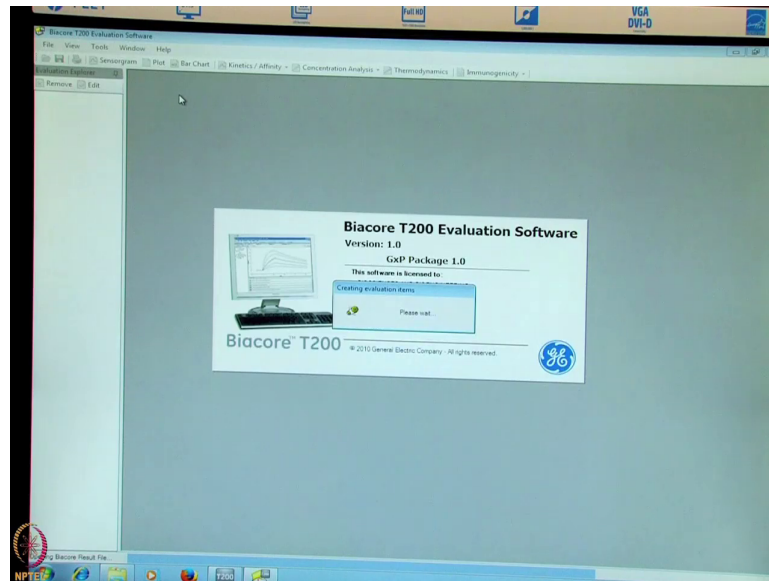 Full HD
VGA
DVI-D
Biacore T200 Evaluation Software
File View Tools Window Help
Sensorgram Plot Bar Chart Kinetics / Affinity Concentration Analysis Thermodynamics Immunogenicity
Evaluation Explorer
Remove Edit
Biacore T200 Evaluation Software
Version: 1.0
GxP Package 1.0
This software is licensed to:
Creating evaluation items
Please wait...
Biacore™ T200
© 2010 General Electric Company - All rights reserved.
Opening Biacore Result File...
T200
NPTEL